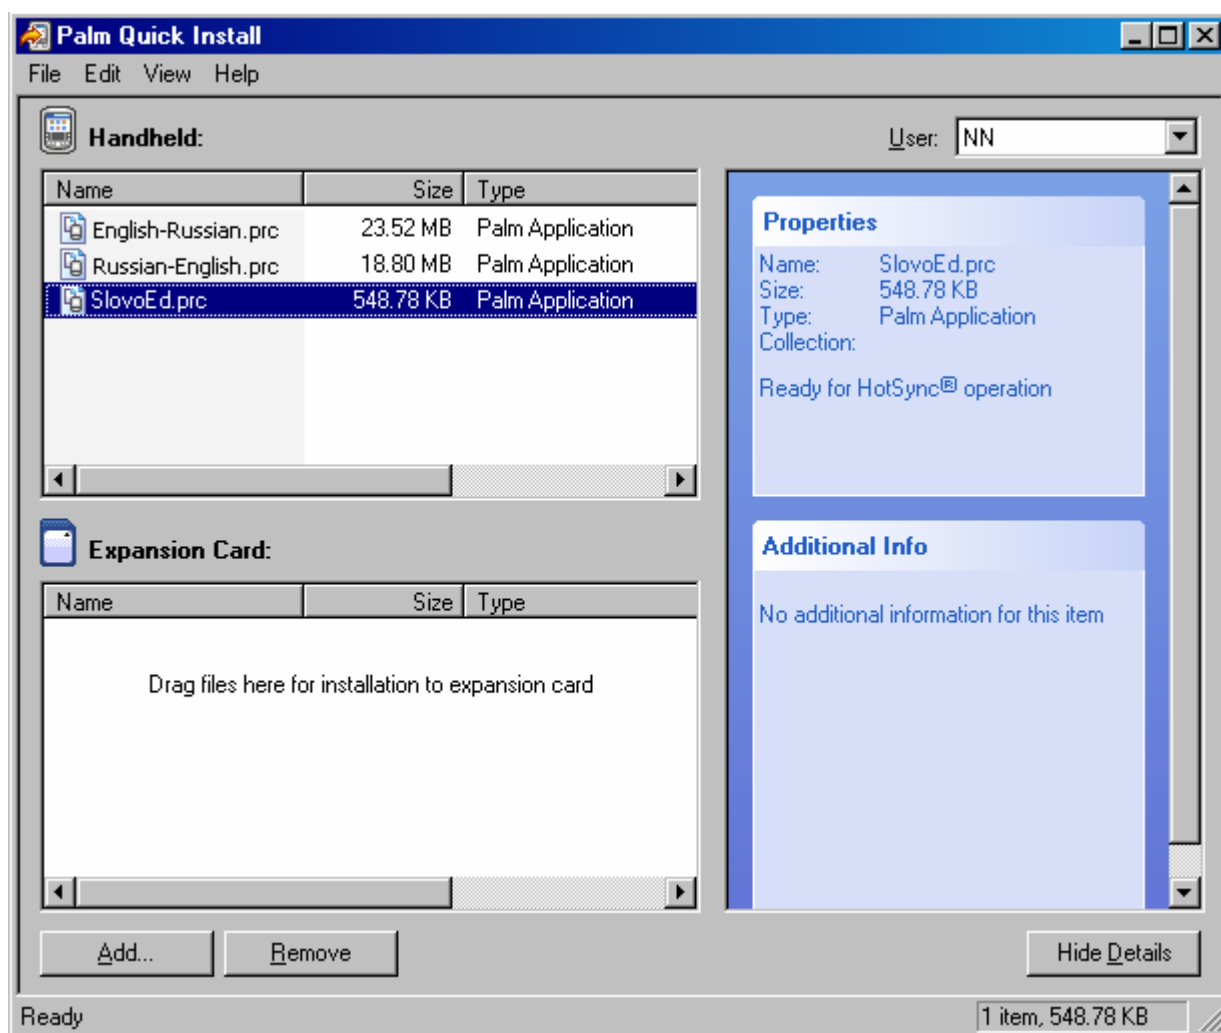 Palm Quick Install
File Edit View Help
Handheld:
User: NN
Name Size Type
English-Russian.prc 23.52 MB Palm Application
Russian-English.prc 18.80 MB Palm Application
SlovoEd.prc 548.78 KB Palm Application
Properties
Name: SlovoEd.prc
Size: 548.78 KB
Type: Palm Application
Collection:
Ready for HotSync® operation
Expansion Card:
Name Size Type
Drag files here for installation to expansion card
Additional Info
No additional information for this item
Add... Remove Hide Details
Ready 1 item, 548.78 KB